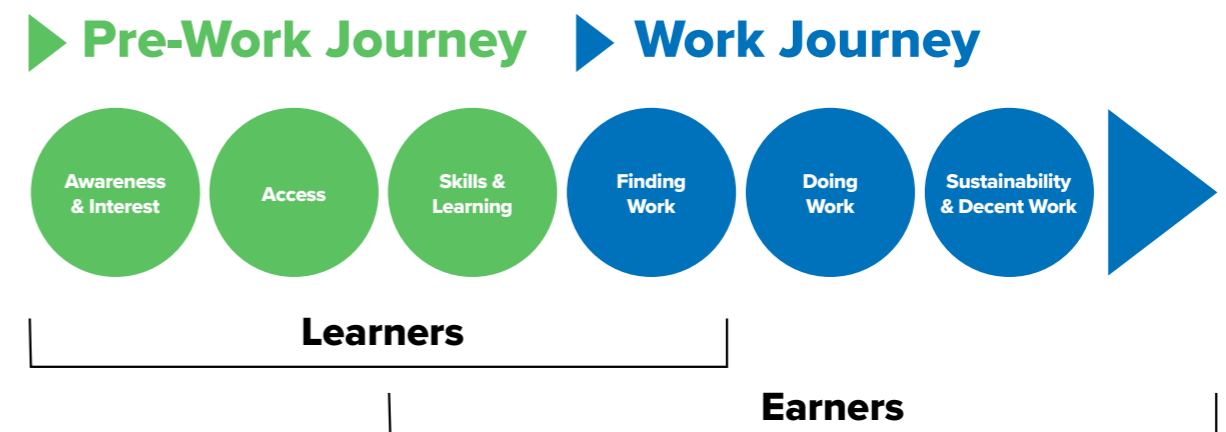 Pre-Work Journey
Work Journey
Awareness
& Interest
Access
Skills &
Learning
Finding
Work
Doing
Work
Sustainability
& Decent Work
Learners
Earners